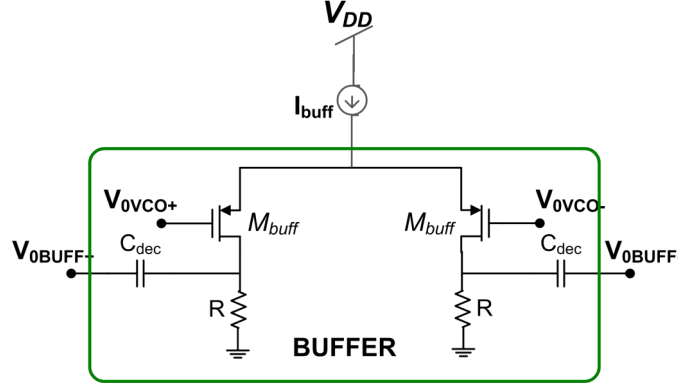 VDD
Ibuff
V0VCO+
V0VCO-
Mbuff
Mbuff
V0BUFF+
Cdec
Cdec
V0BUFF
R
R
BUFFER